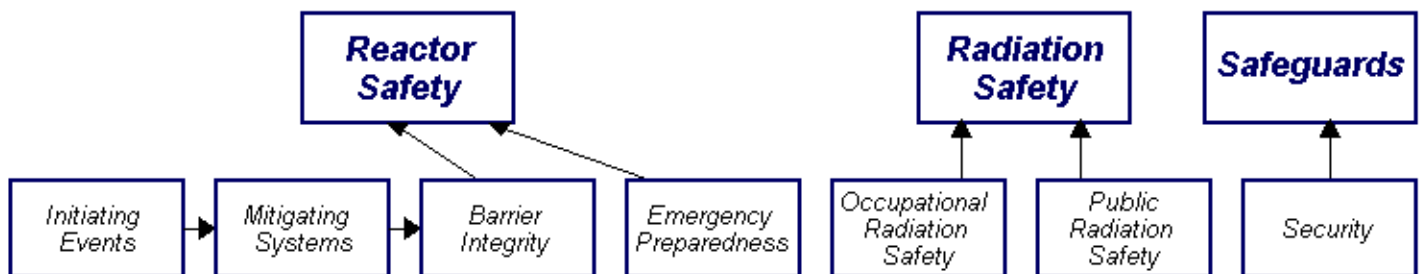 Reactor
Safety
Radiation
Safety
Safeguards
Initiating
Events
Mitigating
Systems
Barrier
Integrity
Emergency
Preparedness
Occupational
Radiation
Safety
Public
Radiation
Safety
Security